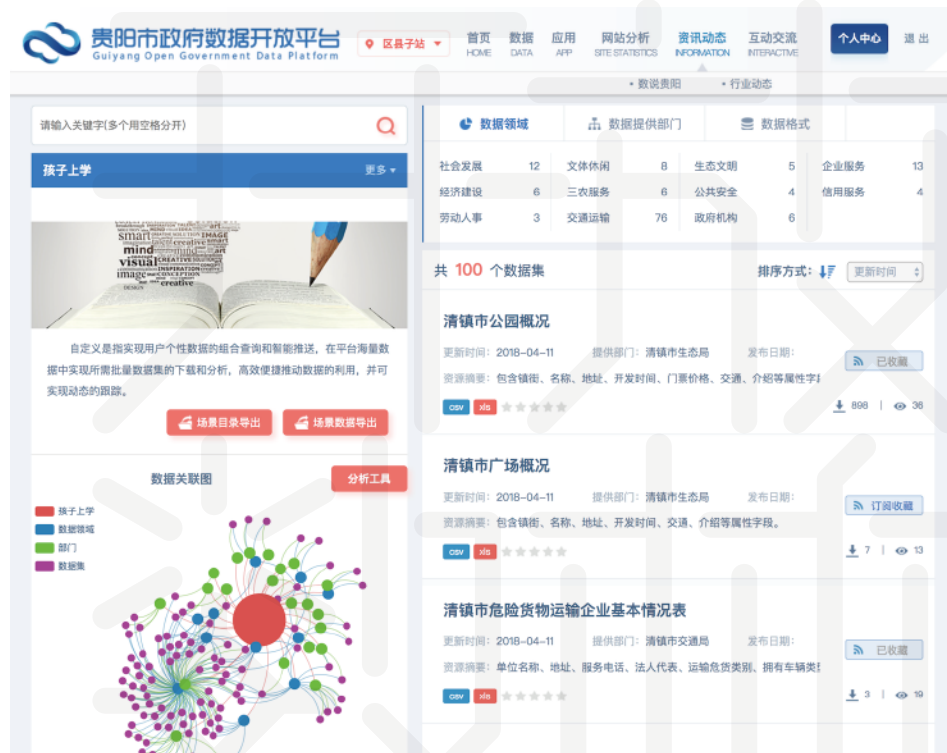 贵阳市政府数据开放平台
Guiyang Open Government Data Platform
区县子站
首页 数据 应用 网站分析 资讯动态 互动交流
HOME DATA APP SITE STATISTICS INFORMATION INTERACTIVE
个人中心 退出
• 数说贵阳 • 行业动态
请输入关键字(多个用空格分开)
孩子上学 更多
smart
mind
visual
image
creative
自定义是指实现用户个性数据的组合查询和智能推送，在平台海量数
据中实现所需批量数据集的下载和分析，高效便捷推动数据的利用，并可
实现动态的跟踪。
场景目录导出 场景数据导出
数据关联图 分析工具
孩子上学
数据领域
部门
数据集
数据领域 数据提供部门 数据格式
社会发展 12 文体休闲 8 生态文明 5 企业服务 13
经济建设 6 三农服务 6 公共安全 4 信用服务 4
劳动人事 3 交通运输 76 政府机构 6
共 100 个数据集 排序方式: 更新时间
清镇市公园概况
更新时间: 2018-04-11 提供部门: 清镇市生态局 发布日期:
已收藏
资源摘要: 包含镇街、名称、地址、开发时间、门票价格、交通、介绍等属性字
csv xls 898 | 36
清镇市广场概况
更新时间: 2018-04-11 提供部门: 清镇市生态局 发布日期:
订阅收藏
资源摘要: 包含镇街、名称、地址、开发时间、交通、介绍等属性字段。
csv xls 7 | 13
清镇市危险货物运输企业基本情况表
更新时间: 2018-04-11 提供部门: 清镇市交通局 发布日期:
已收藏
资源摘要: 单位名称、地址、服务电话、法人代表、运输危货类别、拥有车辆类
csv xls 3 | 19